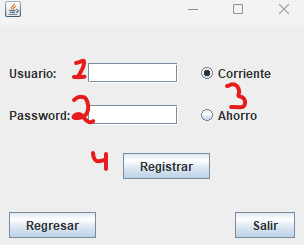 Usuario: 1 Corriente
Password: 2 3 Ahorro
4 Registrar
Regresar Salir